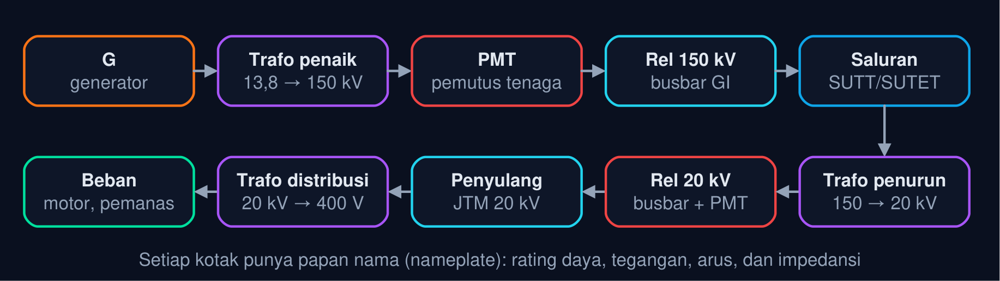 G
generator
Trafo penaik
13,8 → 150 kV
PMT
pemutus tenaga
Rel 150 kV
busbar GI
Saluran
SUTT/SUTET
Trafo penurun
150 → 20 kV
Rel 20 kV
busbar + PMT
Penyulang
JTM 20 kV
Trafo distribusi
20 kV → 400 V
Beban
motor, pemanas
Setiap kotak punya papan nama (nameplate): rating daya, tegangan, arus, dan impedansi